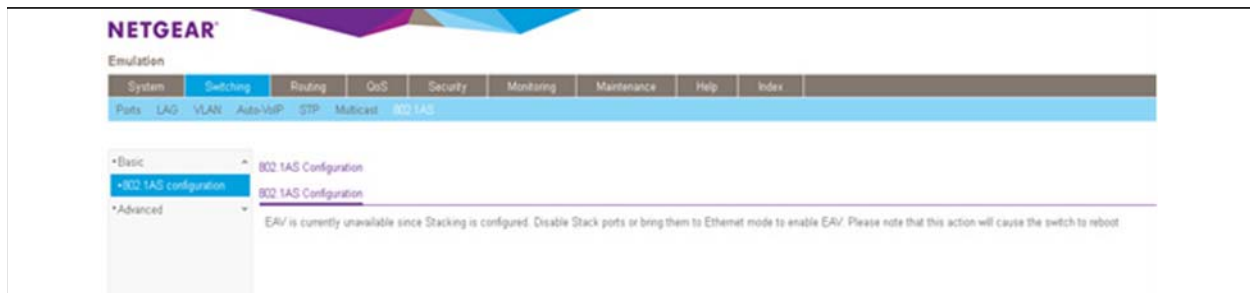 NETGEAR®
Emulation
System Switching Routing QoS Security Monitoring Maintenance Help Index
Ports LAG VLAN Auto-VoIP STP Multicast 802.1AS
•Basic
•802.1AS configuration
•Advanced
802.1AS Configuration
802.1AS Configuration
EAV is currently unavailable since Stacking is configured. Disable Stack ports or bring them to Ethernet mode to enable EAV. Please note that this action will cause the switch to reboot